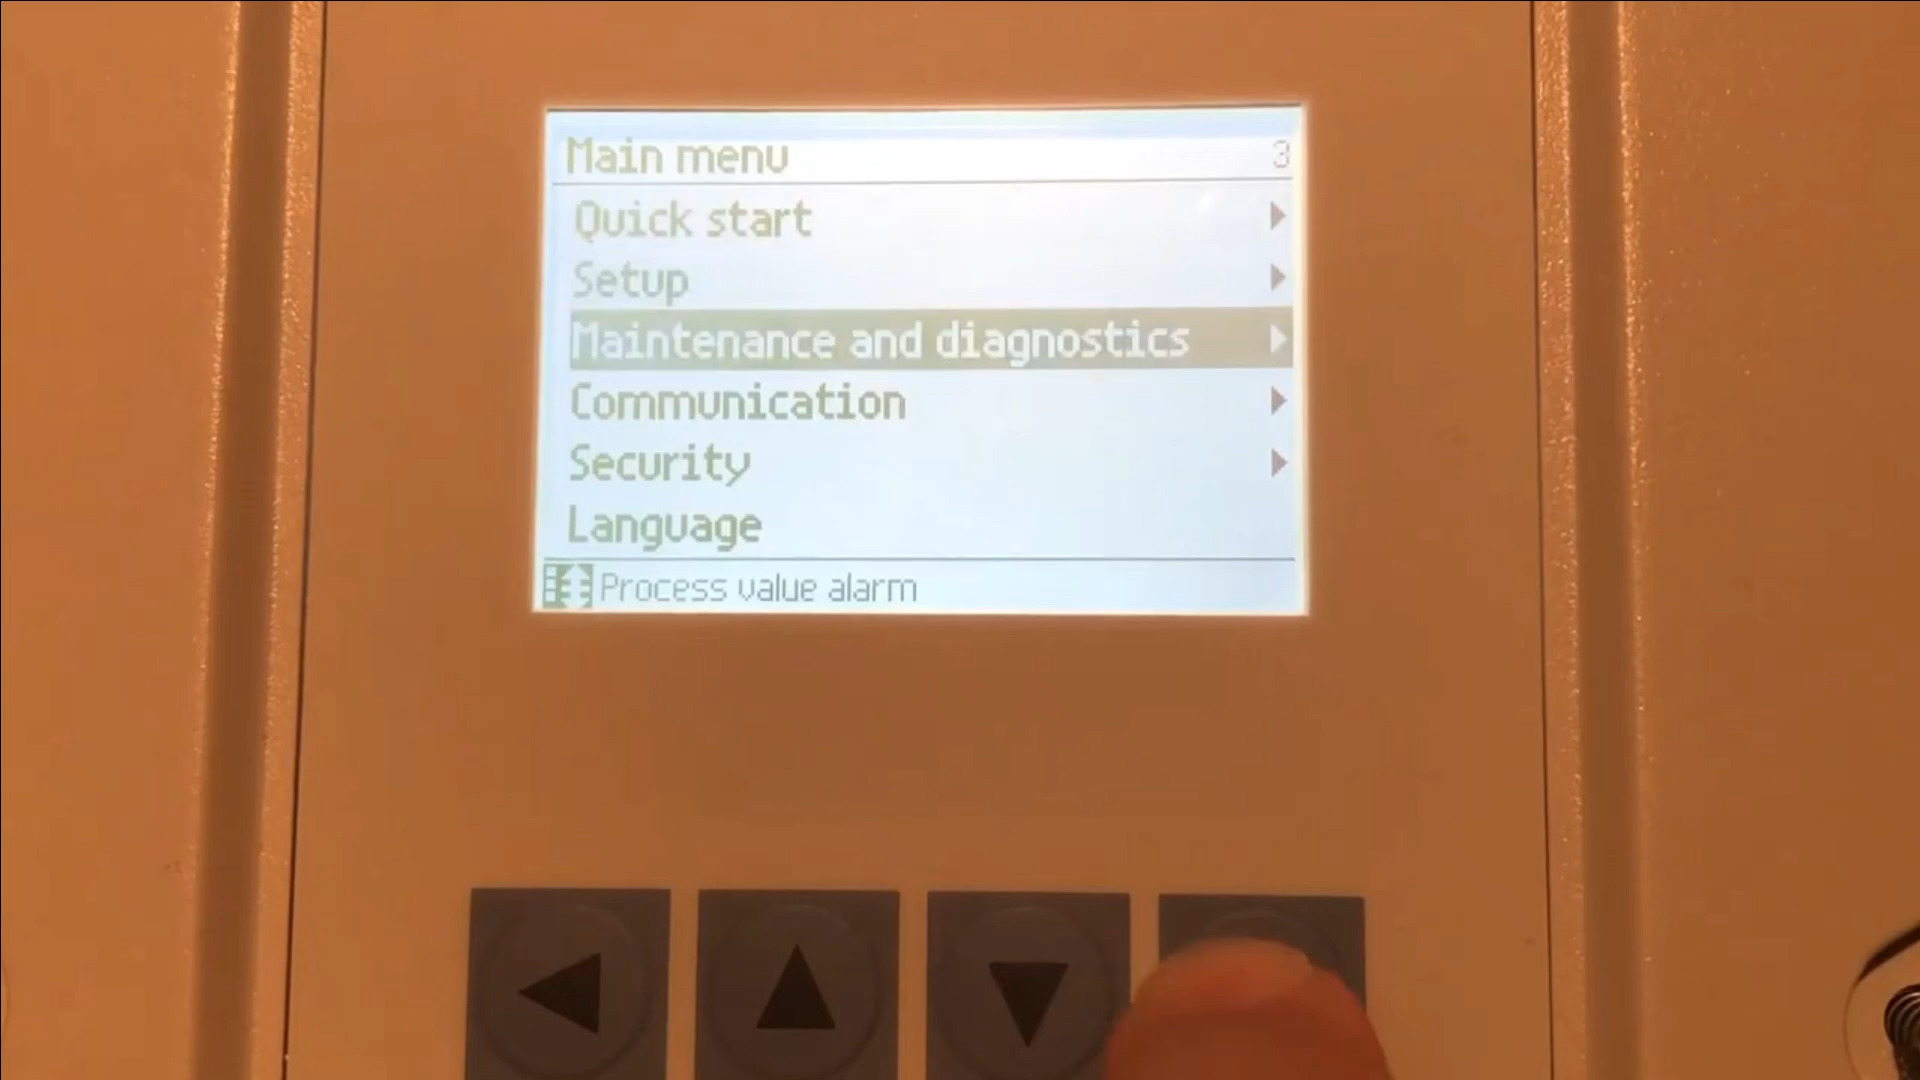 Main menu 3
Quick start
Setup
Maintenance and diagnostics
Communication
Security
Language
Process value alarm